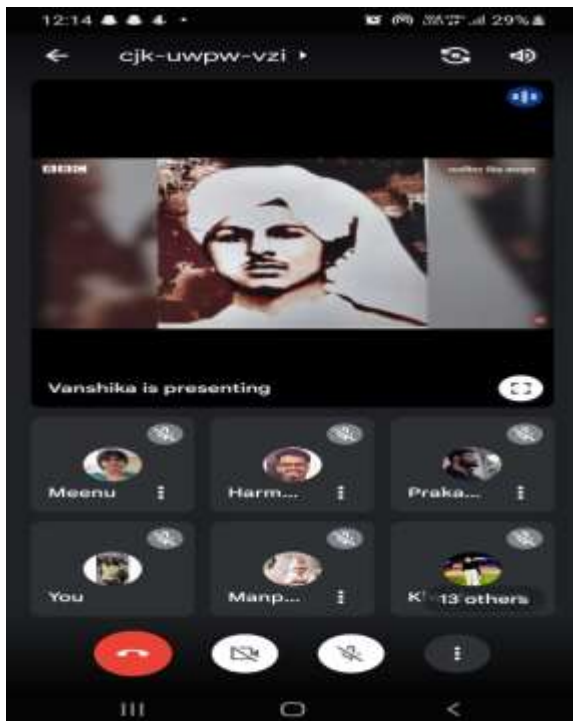 12:14
29%
cjk-uwpw-vzi
BBC
Vanshika is presenting
Meenu
Harm...
Praka...
You
Manp...
13 others